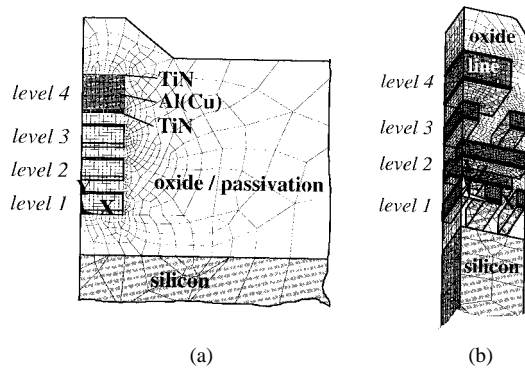 TiN
Al(Cu)
TiN
level 4
level 3
level 2
level 1
Y
X
oxide / passivation
silicon
(a)
oxide
line
level 4
level 3
level 2
level 1
silicon
(b)